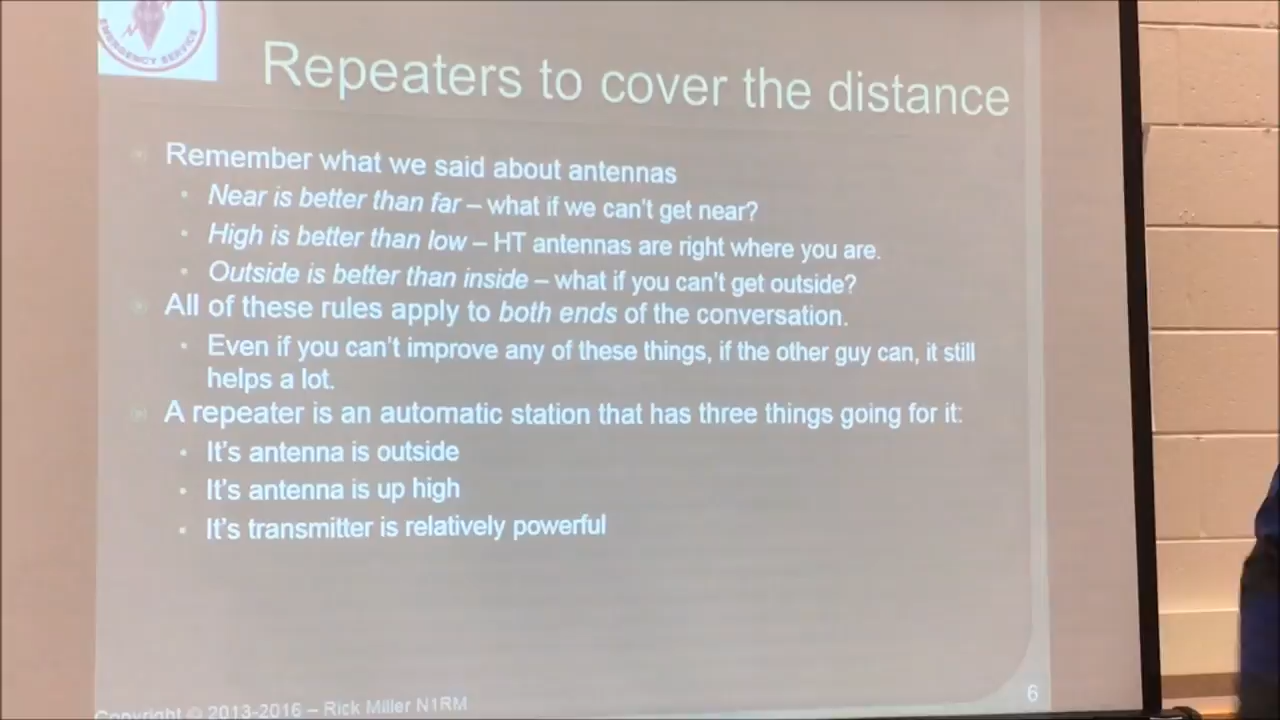 EMERGENCY SERVICE
Repeaters to cover the distance
Remember what we said about antennas
• Near is better than far – what if we can't get near?
• High is better than low – HT antennas are right where you are.
• Outside is better than inside – what if you can't get outside?
All of these rules apply to both ends of the conversation.
• Even if you can't improve any of these things, if the other guy can, it still
helps a lot.
A repeater is an automatic station that has three things going for it:
• It's antenna is outside
• It's antenna is up high
• It's transmitter is relatively powerful
Copyright © 2013-2016 – Rick Miller N1RM
6